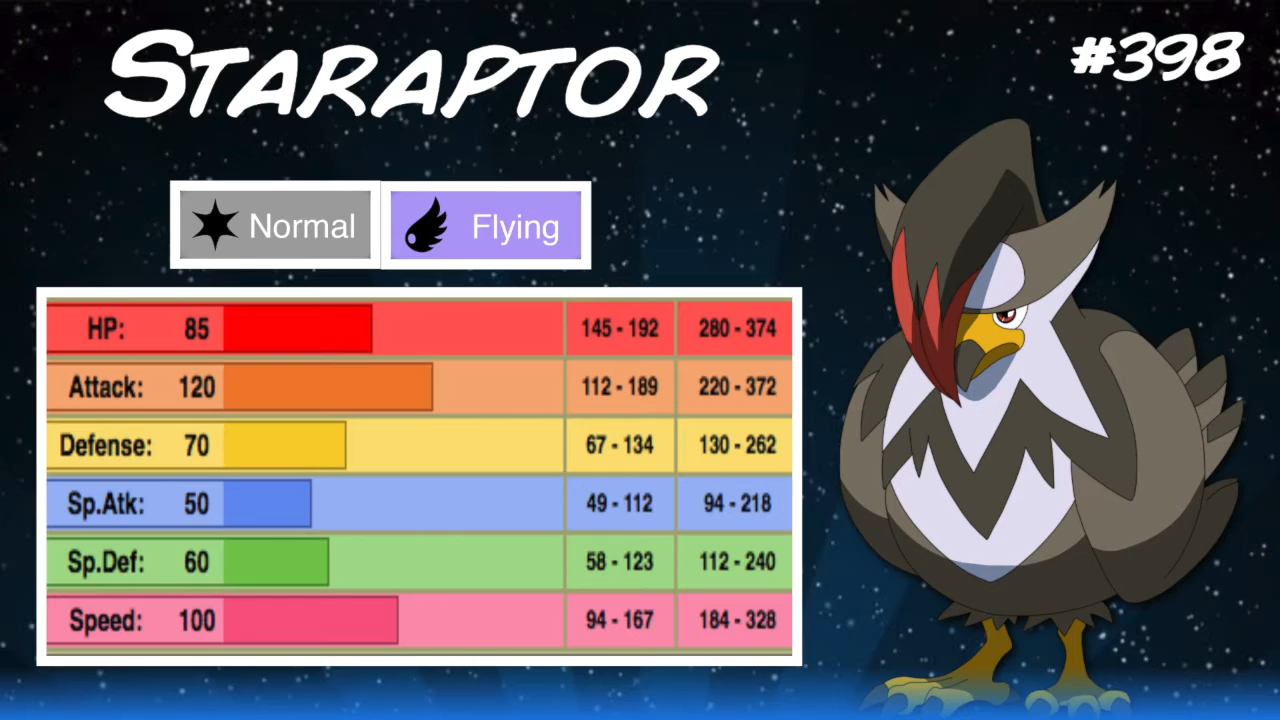 STARAPTOR
#398
Normal
Flying
HP: 85 145 - 192 280 - 374
Attack: 120 112 - 189 220 - 372
Defense: 70 67 - 134 130 - 262
Sp.Atk: 50 49 - 112 94 - 218
Sp.Def: 60 58 - 123 112 - 240
Speed: 100 94 - 167 184 - 328